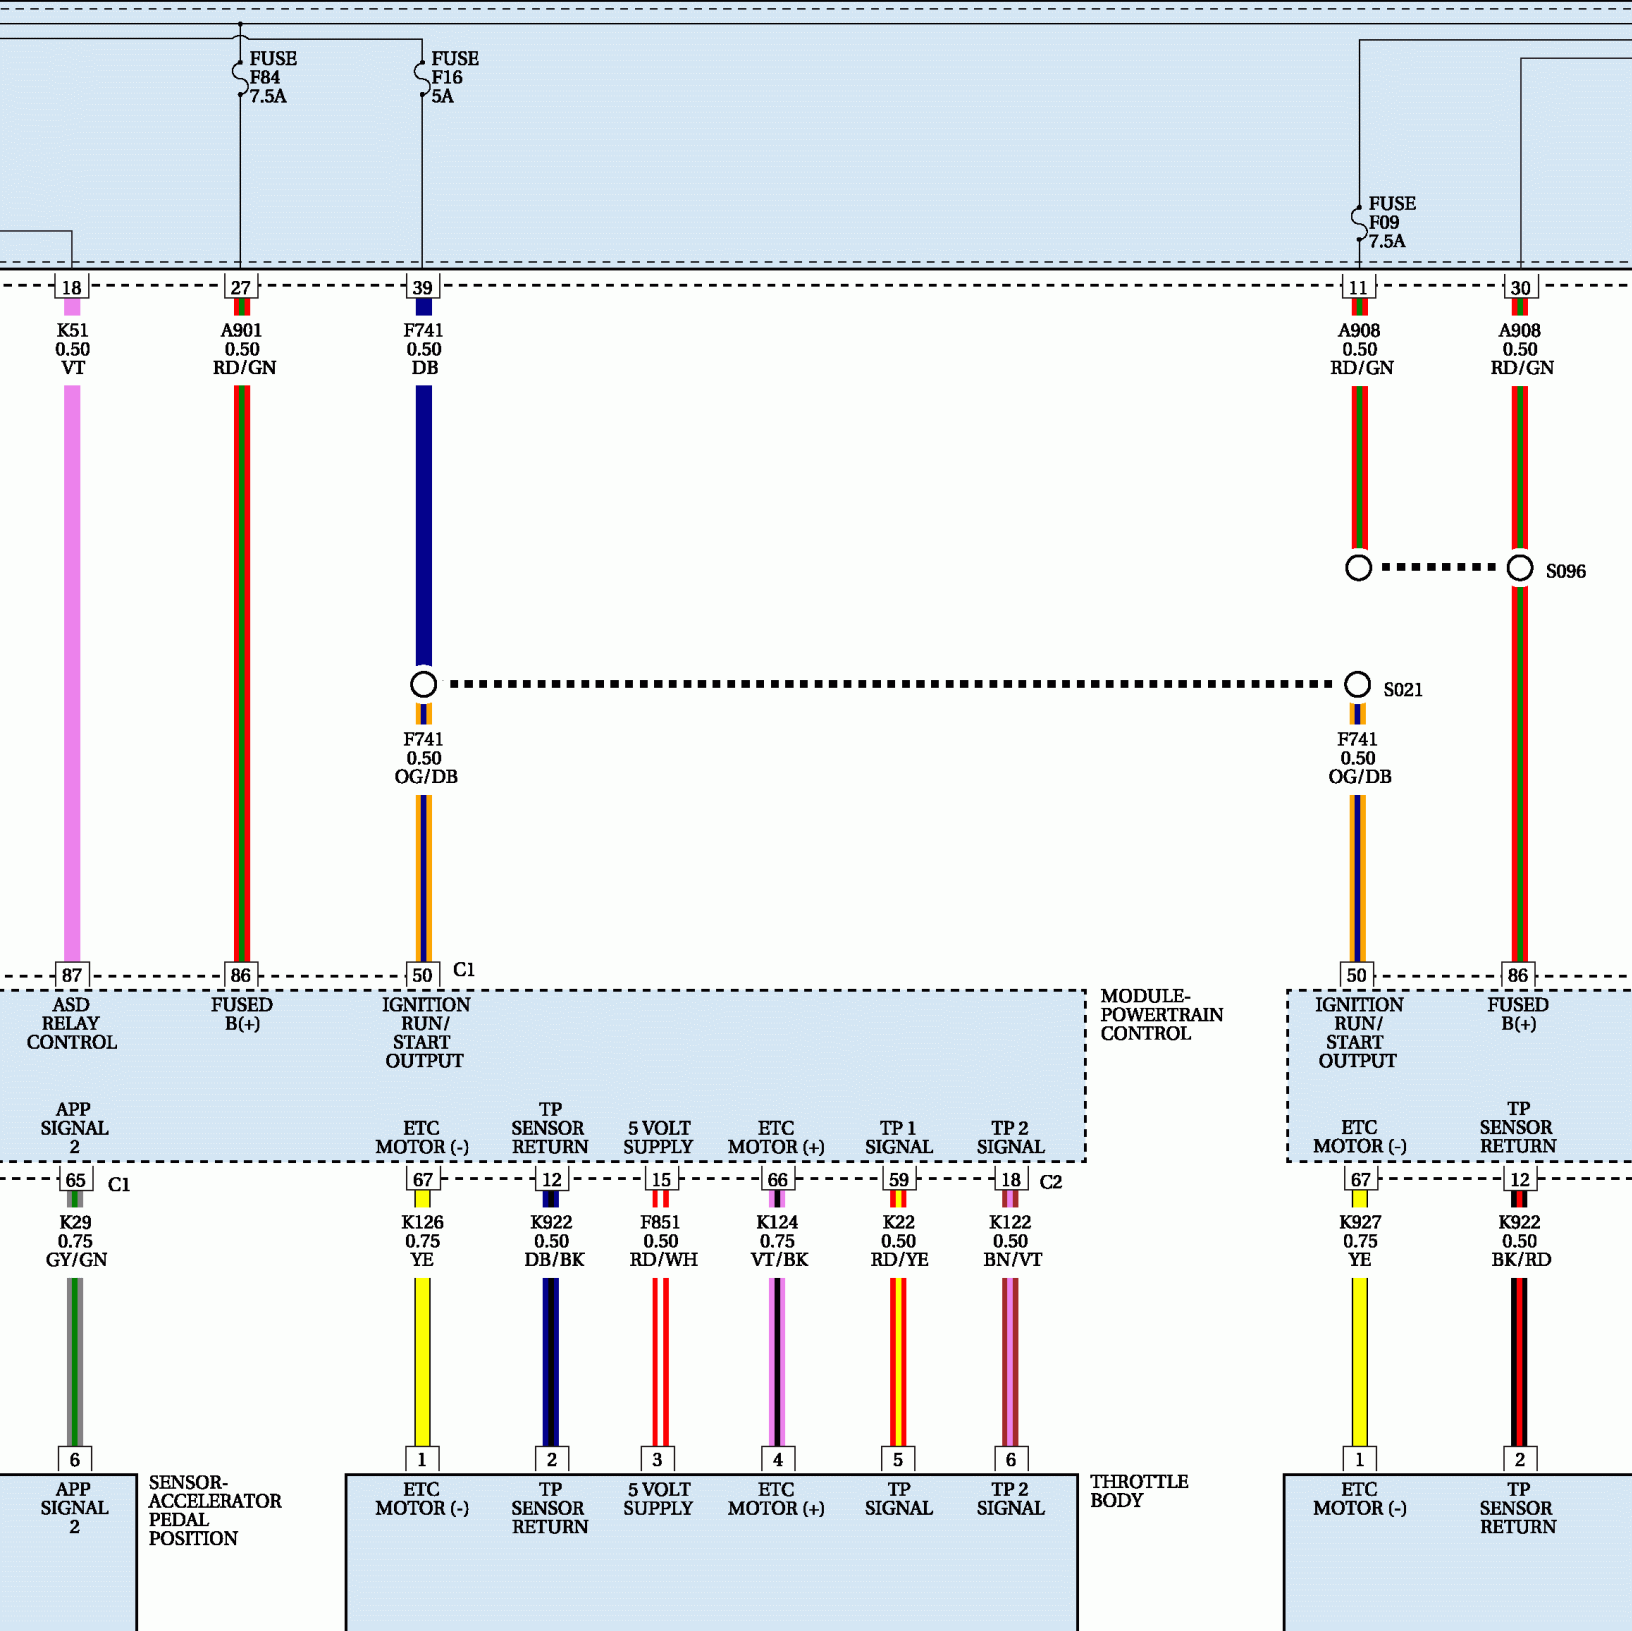 FUSE
F84
7.5A
FUSE
F16
5A
FUSE
F09
7.5A
18
27
39
11
30
K51
0.50
VT
A901
0.50
RD/GN
F741
0.50
DB
A908
0.50
RD/GN
A908
0.50
RD/GN
S096
S021
F741
0.50
OG/DB
F741
0.50
OG/DB
87
86
50
C1
50
86
ASD
RELAY
CONTROL
FUSED
B(+)
IGNITION
RUN/
START
OUTPUT
MODULE-
POWERTRAIN
CONTROL
IGNITION
RUN/
START
OUTPUT
FUSED
B(+)
APP
SIGNAL
2
ETC
MOTOR (-)
TP
SENSOR
RETURN
5 VOLT
SUPPLY
ETC
MOTOR (+)
TP 1
SIGNAL
TP 2
SIGNAL
ETC
MOTOR (-)
TP
SENSOR
RETURN
65
C1
67
12
15
66
59
18
C2
67
12
K29
0.75
GY/GN
K126
0.75
YE
K922
0.50
DB/BK
F851
0.50
RD/WH
K124
0.75
VT/BK
K22
0.50
RD/YE
K122
0.50
BN/VT
K927
0.75
YE
K922
0.50
BK/RD
6
1
2
3
4
5
6
1
2
APP
SIGNAL
2
SENSOR-
ACCELERATOR
PEDAL
POSITION
ETC
MOTOR (-)
TP
SENSOR
RETURN
5 VOLT
SUPPLY
ETC
MOTOR (+)
TP
SIGNAL
TP 2
SIGNAL
THROTTLE
BODY
ETC
MOTOR (-)
TP
SENSOR
RETURN